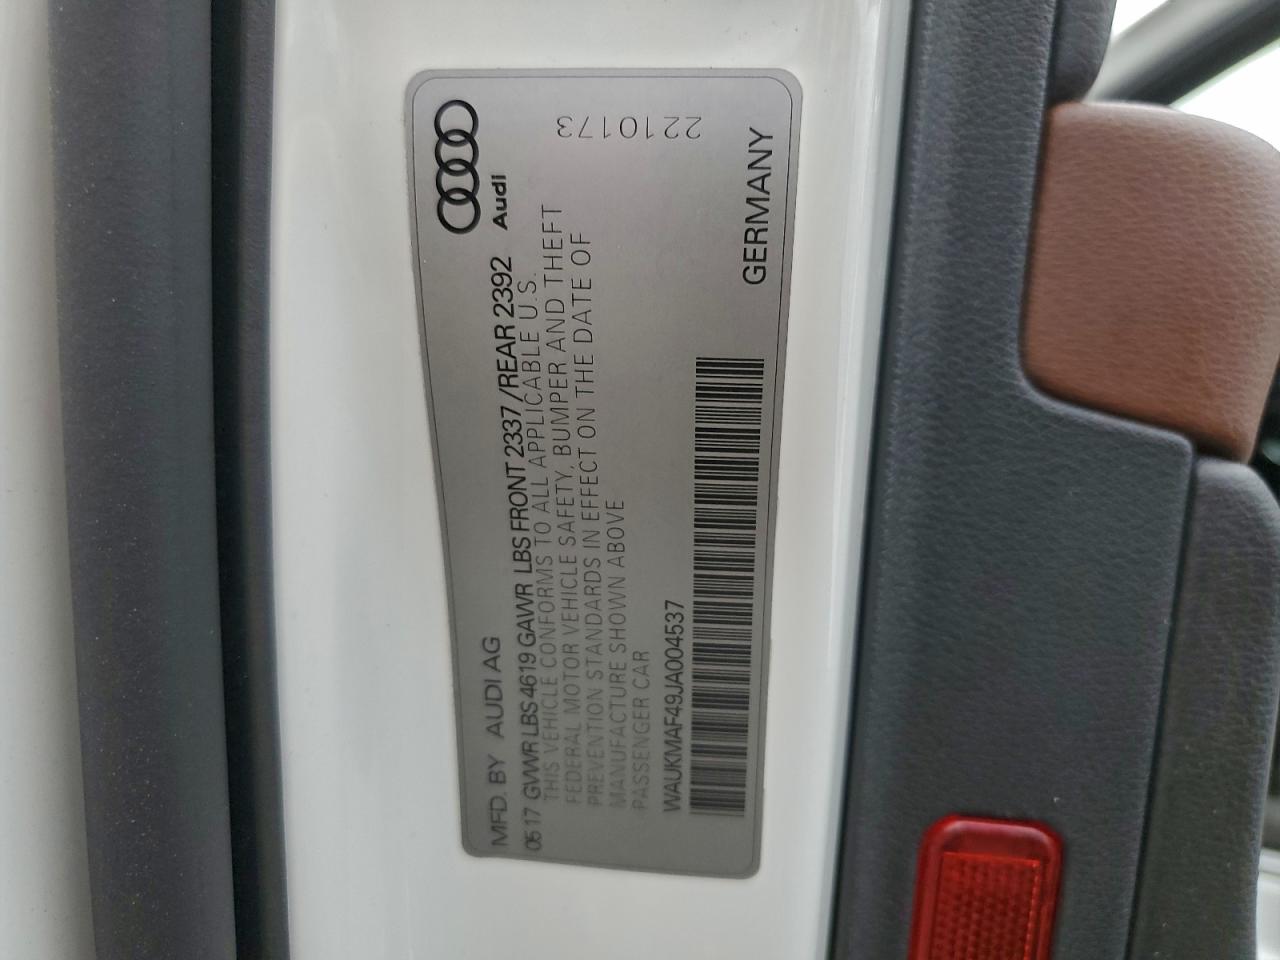 Audi
MFD. BY AUDI AG
05 17 GVWR LBS 4619 GAWR LBS FRONT 2337 / REAR 2392
THIS VEHICLE CONFORMS TO ALL APPLICABLE U.S.
FEDERAL MOTOR VEHICLE SAFETY, BUMPER AND THEFT
PREVENTION STANDARDS IN EFFECT ON THE DATE OF
MANUFACTURE SHOWN ABOVE
PASSENGER CAR
WAUKMAF49JA004537
GERMANY
2210173